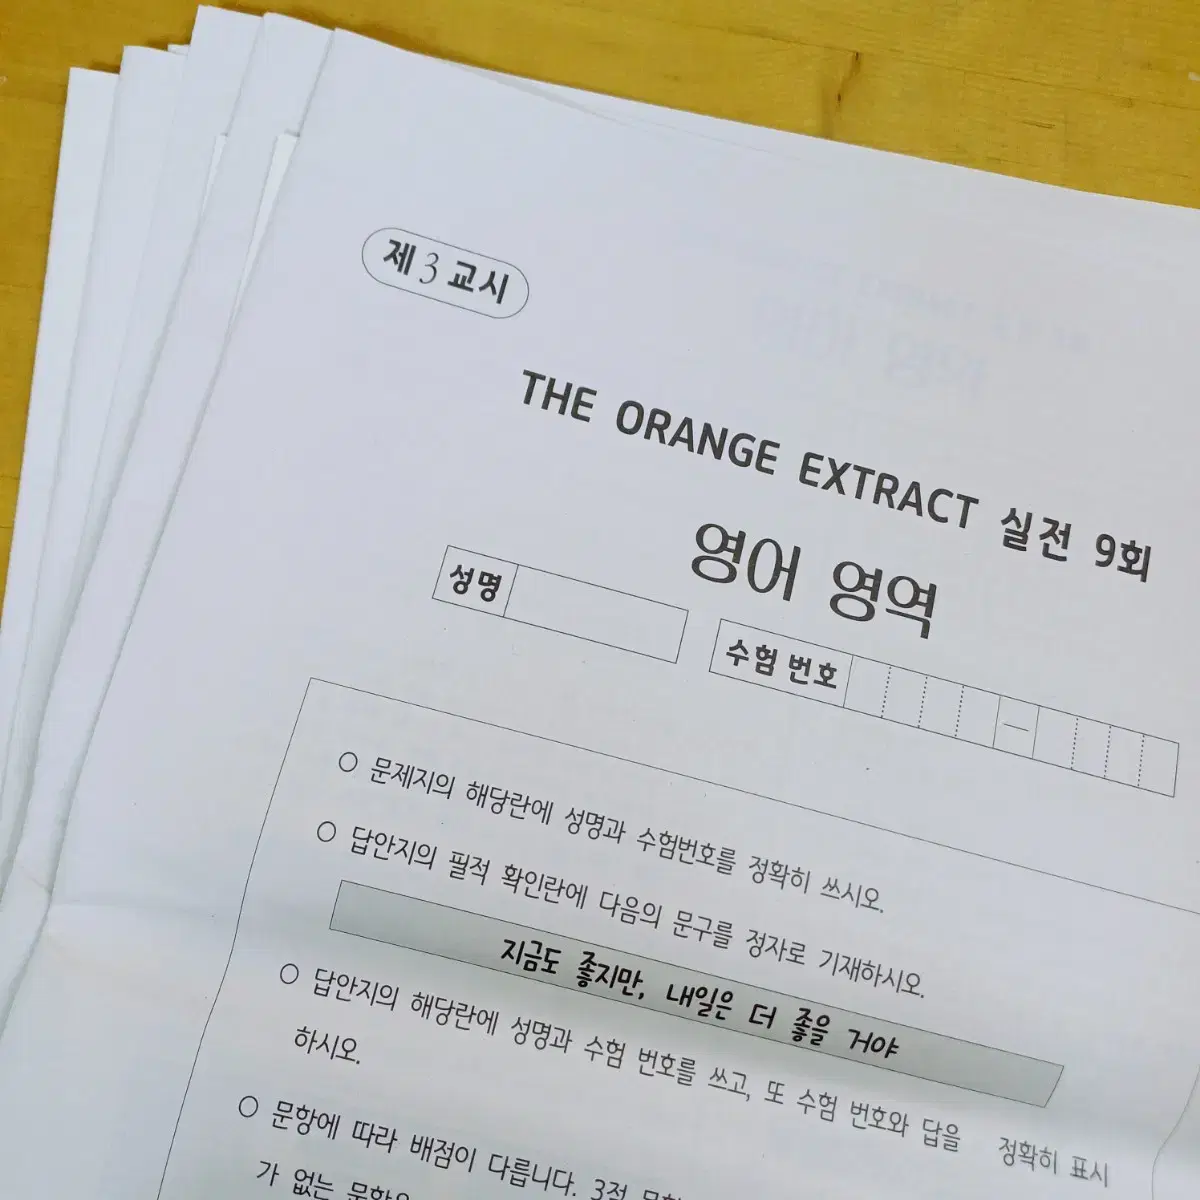 제 3 교시
THE ORANGE EXTRACT 실전 9회
영어 영역
성명
수험 번호
–
○ 문제지의 해당란에 성명과 수험번호를 정확히 쓰시오.
○ 답안지의 필적 확인란에 다음의 문구를 정자로 기재하시오.
지금도 좋지만, 내일은 더 좋을 거야
○ 답안지의 해당란에 성명과 수험 번호를 쓰고, 또 수험 번호와 답을 정확히 표시
하시오.
○ 문항에 따라 배점이 다릅니다. 3점
가 없는